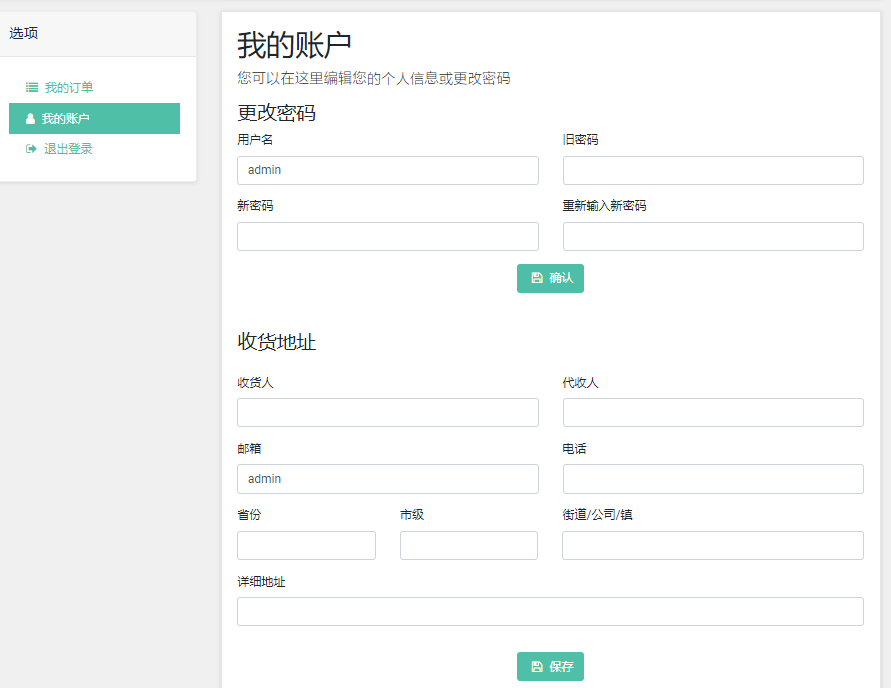 选项
我的订单
我的账户
退出登录
我的账户
您可以在这里编辑您的个人信息或更改密码
更改密码
用户名
旧密码
admin
新密码
重新输入新密码
确认
收货地址
收货人
代收人
邮箱
电话
admin
省份
市级
街道/公司/镇
详细地址
保存